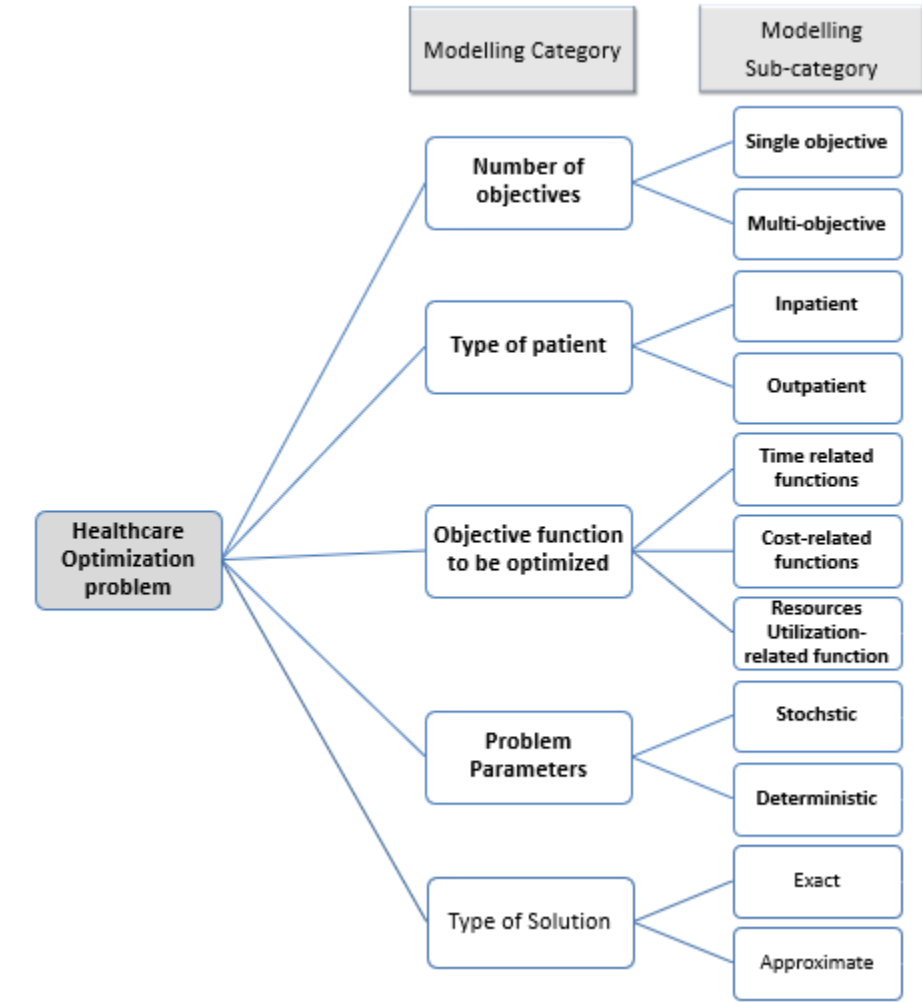 Modelling Category
Modelling
Sub-category
Number of
objectives
Single objective
Multi-objective
Type of patient
Inpatient
Outpatient
Healthcare
Optimization
problem
Objective function
to be optimized
Time related
functions
Cost-related
functions
Resources
Utilization-
related function
Problem
Parameters
Stochstic
Deterministic
Type of Solution
Exact
Approximate